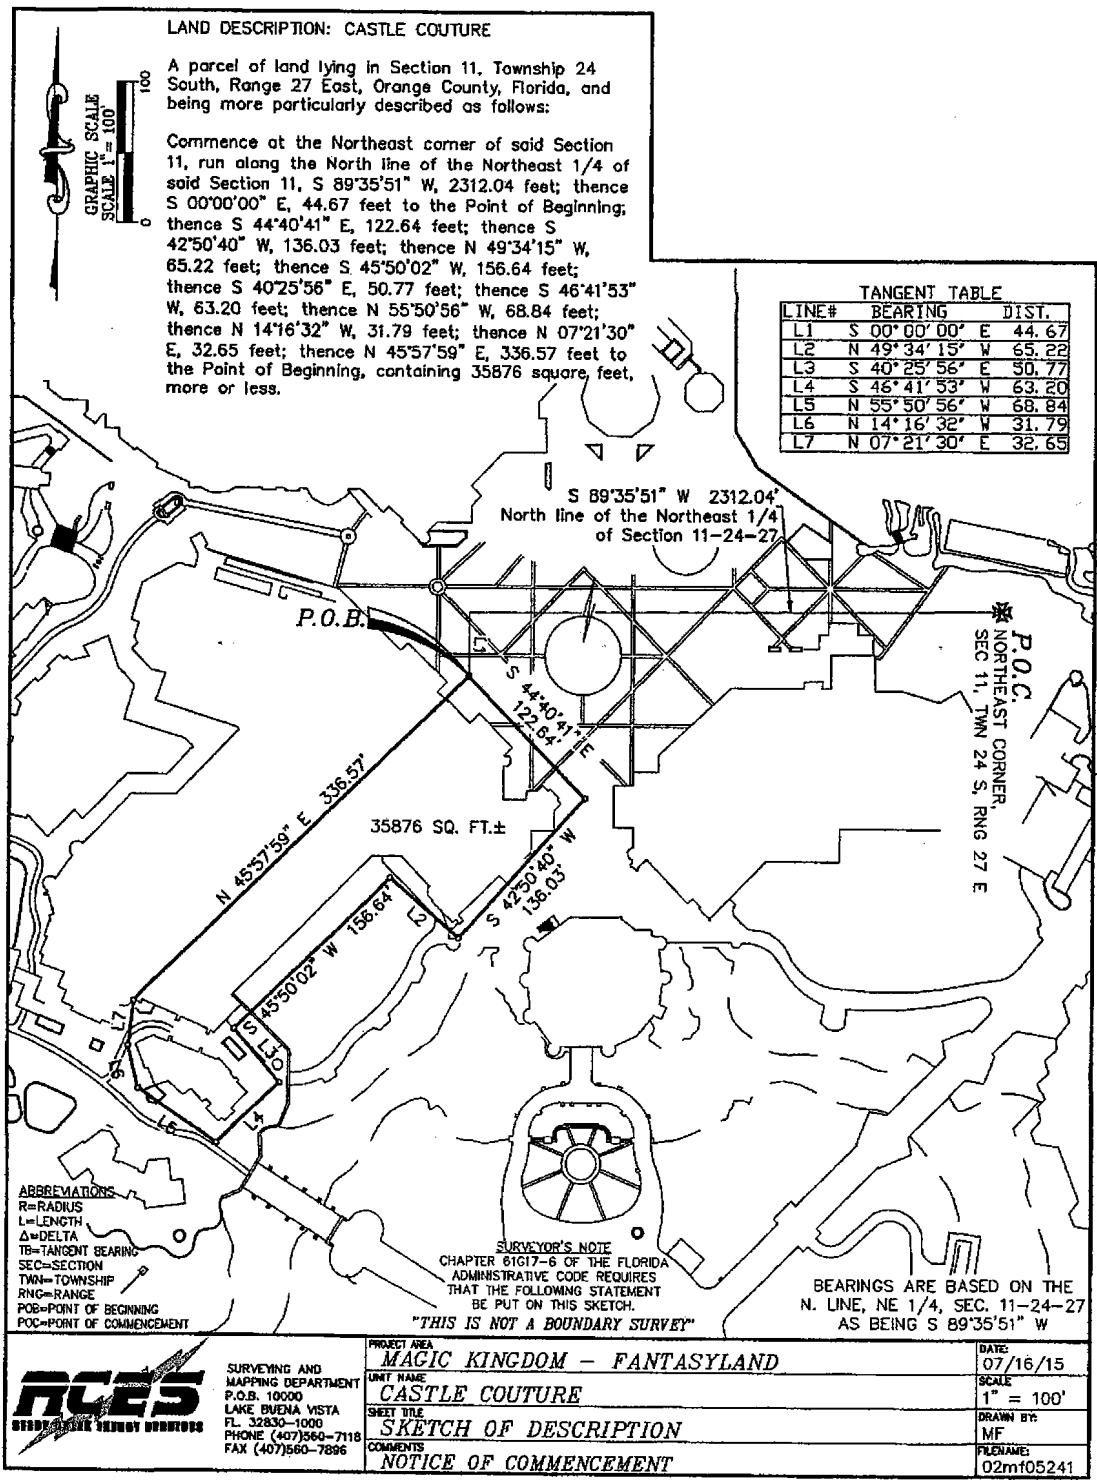 LAND DESCRIPTION: CASTLE COUTURE
A parcel of land lying in Section 11, Township 24
South, Range 27 East, Orange County, Florida, and
being more particularly described as follows:
Commence at the Northeast corner of said Section
11, run along the North line of the Northeast 1/4 of
said Section 11, S 89°35'51" W, 2312.04 feet; thence
S 00°00'00" E, 44.67 feet to the Point of Beginning;
thence S 44°40'41" E, 122.64 feet; thence S
42°50'40" W, 136.03 feet; thence N 49°34'15" W,
65.22 feet; thence S 45°50'02" W, 156.64 feet;
thence S 40°25'56" E, 50.77 feet; thence S 46°41'53"
W, 63.20 feet; thence N 55°50'56" W, 68.84 feet;
thence N 14°16'32" W, 31.79 feet; thence N 07°21'30"
E, 32.65 feet; thence N 45°57'59" E, 336.57 feet to
the Point of Beginning, containing 35876 square feet,
more or less.
GRAPHIC SCALE
SCALE 1" = 100'
0
100
TANGENT TABLE
LINE# BEARING DIST.
L1 S 00°00'00" E 44.67
L2 N 49°34'15" W 65.22
L3 S 40°25'56" E 50.77
L4 S 46°41'53" W 63.20
L5 N 55°50'56" W 68.84
L6 N 14°16'32" W 31.79
L7 N 07°21'30" E 32.65
S 89°35'51" W 2312.04'
North line of the Northeast 1/4
of Section 11-24-27
P.O.B.
L1
P.O.C.
NORTHEAST CORNER,
SEC 11, TWN 24 S, RNG 27 E
S 44°40'41" E
122.64'
N 45°57'59" E 336.57'
35876 SQ. FT.±
S 42°50'40" W
136.03'
L2
S 45°50'02" W 156.64'
L3
L7
L6
L4
L5
ABBREVIATIONS
R=RADIUS
L=LENGTH
Δ=DELTA
TB=TANGENT BEARING
SEC=SECTION
TWN=TOWNSHIP
RNG=RANGE
POB=POINT OF BEGINNING
POC=POINT OF COMMENCEMENT
SURVEYOR'S NOTE
CHAPTER 61G17-6 OF THE FLORIDA
ADMINISTRATIVE CODE REQUIRES
THAT THE FOLLOWING STATEMENT
BE PUT ON THIS SKETCH.
"THIS IS NOT A BOUNDARY SURVEY"
BEARINGS ARE BASED ON THE
N. LINE, NE 1/4, SEC. 11-24-27
AS BEING S 89°35'51" W
RCES
REEDY CREEK ENERGY SERVICES
SURVEYING AND
MAPPING DEPARTMENT
P.O.B. 10000
LAKE BUENA VISTA
FL. 32830-1000
PHONE (407)560-7118
FAX (407)560-7896
PROJECT AREA
MAGIC KINGDOM - FANTASYLAND
UNIT NAME
CASTLE COUTURE
SHEET TITLE
SKETCH OF DESCRIPTION
COMMENTS
NOTICE OF COMMENCEMENT
DATE:
07/16/15
SCALE
1" = 100'
DRAWN BY:
MF
FILENAME:
02mf05241